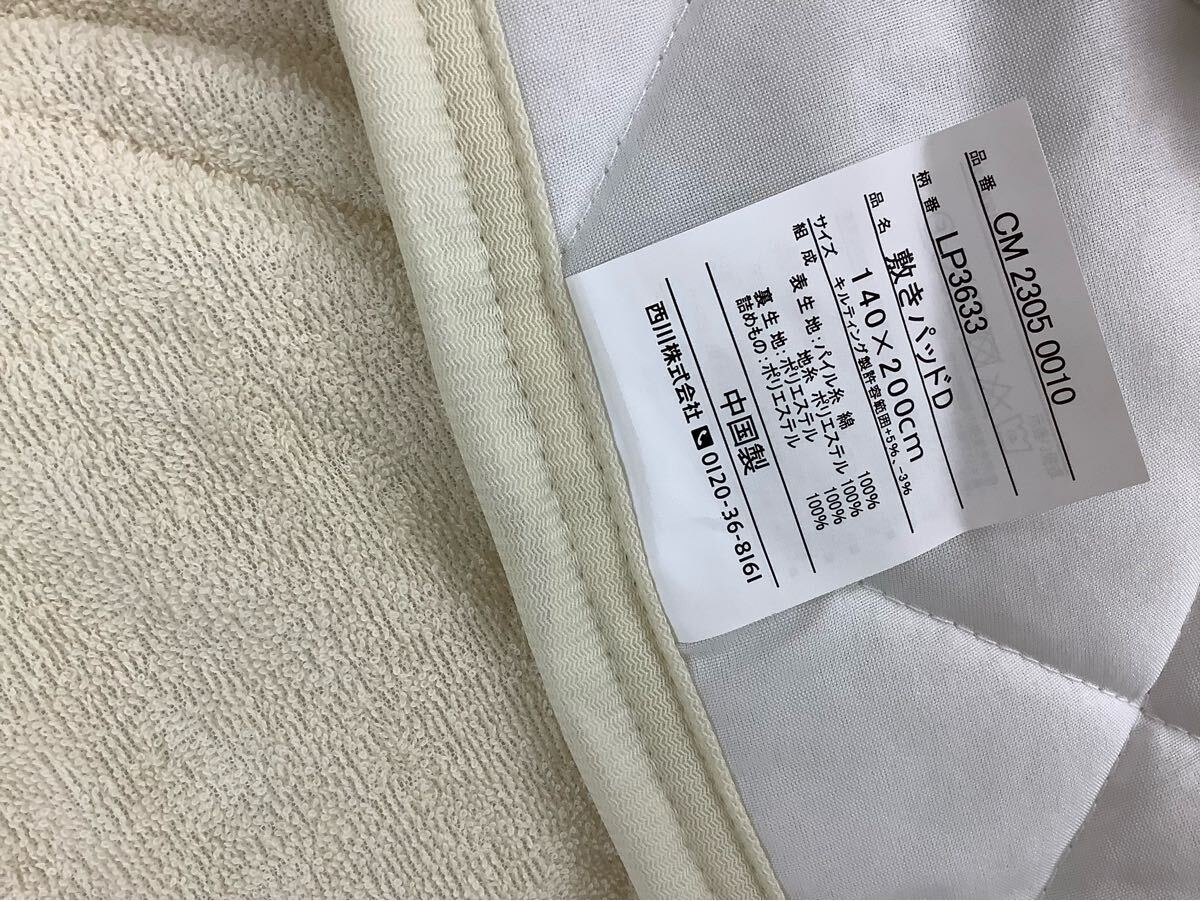 品番 CM 2305 0010
柄番 LP3633
品名 敷きパッドD
サイズ 140×200cm
キルティング製許容範囲+5%、-3%
組成 表生地:パイル糸 綿 100%
地糸 ポリエステル 100%
裏生地:ポリエステル 100%
詰めもの:ポリエステル 100%
中国製
西川株式会社 0120-36-8161